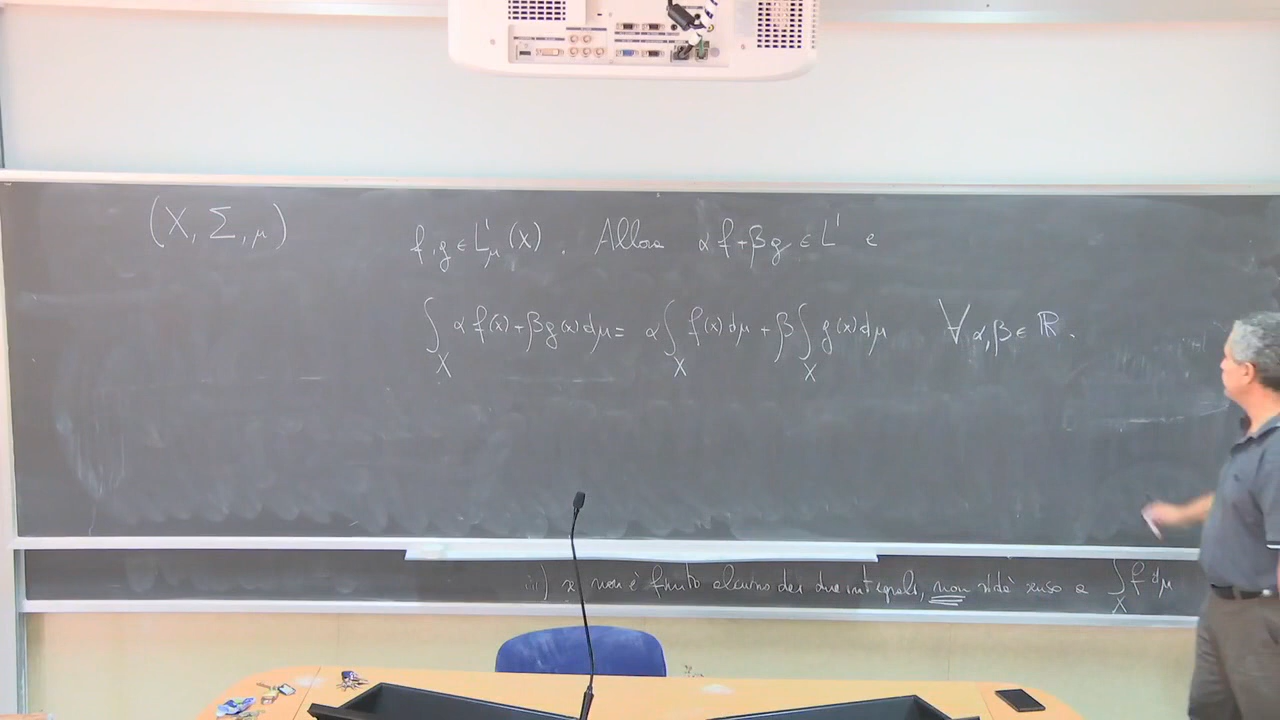 (X, Σ, μ)
f, g ∈ L¹_μ(X). Allora αf+βg ∈ L¹ e
∫_X αf(x)+βg(x)dμ = α∫_X f(x)dμ + β∫_X g(x)dμ ∀ α,β ∈ ℝ.
iii) se non è finito alcuno dei due integrali, non si dà senso a ∫_X f dμ